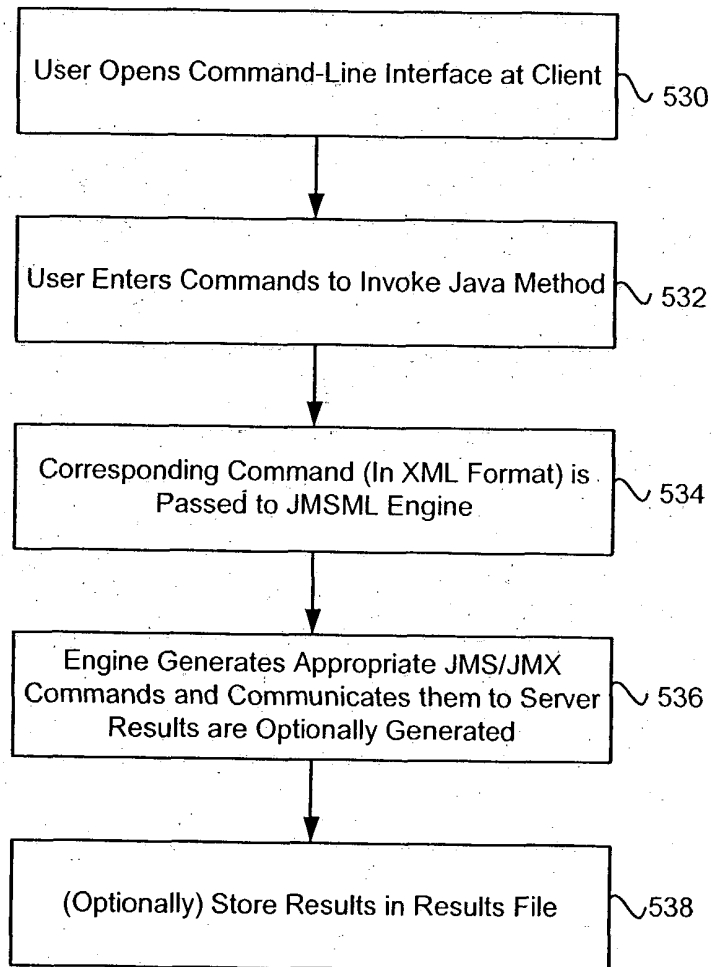 User Opens Command-Line Interface at Client
530
User Enters Commands to Invoke Java Method
532
Corresponding Command (In XML Format) is
Passed to JMSML Engine
534
Engine Generates Appropriate JMS/JMX
Commands and Communicates them to Server
Results are Optionally Generated
536
(Optionally) Store Results in Results File
538